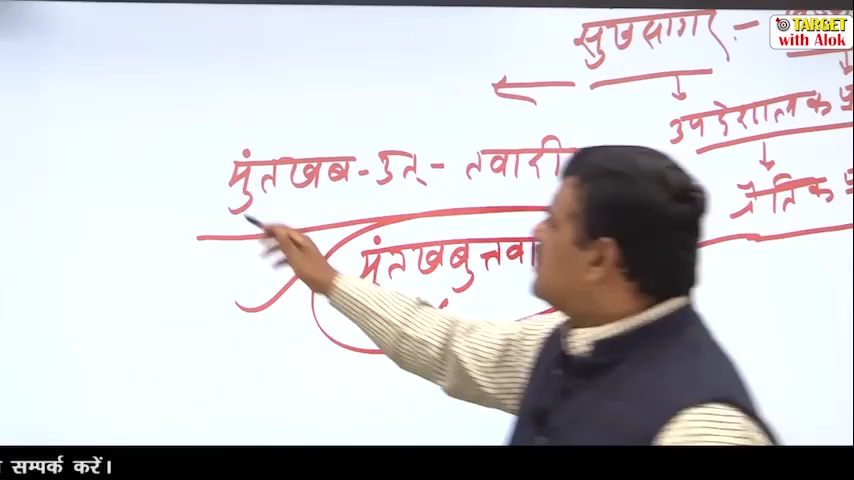 सुखसागर -
TARGET
with Alok
उपदेशात्मक
मुंतखब-उत्-तवारी
नैतिक
मुंतखबुत्तवा
सम्पर्क करें।